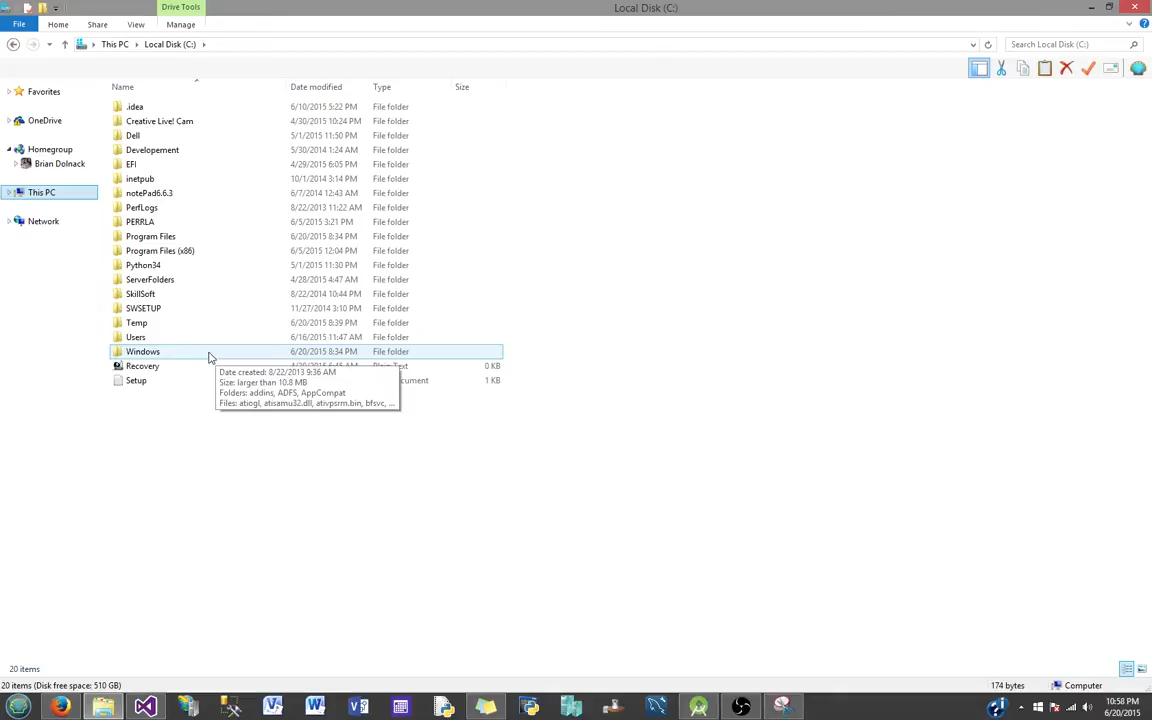 Drive Tools
Local Disk (C:)
File Home Share View Manage
This PC Local Disk (C:)
Search Local Disk (C:)
Name Date modified Type Size
Favorites
OneDrive
Homegroup
Brian Dolnack
This PC
Network
.idea 6/10/2015 5:22 PM File folder
Creative Live! Cam 4/30/2015 10:24 PM File folder
Dell 5/1/2015 11:50 PM File folder
Developement 5/30/2014 1:24 AM File folder
EFI 4/29/2015 6:05 PM File folder
inetpub 10/1/2014 3:14 PM File folder
notePad6.6.3 6/7/2014 12:43 AM File folder
PerfLogs 8/22/2013 11:22 AM File folder
PERRLA 6/5/2015 3:21 PM File folder
Program Files 6/20/2015 8:34 PM File folder
Program Files (x86) 6/5/2015 12:04 PM File folder
Python34 5/1/2015 11:30 PM File folder
ServerFolders 4/28/2015 4:47 AM File folder
SkillSoft 8/22/2014 10:44 PM File folder
SWSETUP 11/27/2014 3:10 PM File folder
Temp 6/20/2015 8:39 PM File folder
Users 6/16/2015 11:47 AM File folder
Windows 6/20/2015 8:34 PM File folder
Recovery 0 KB
Setup 1 KB
Date created: 8/22/2013 9:36 AM
Size: larger than 10.8 MB
Folders: addins, ADFS, AppCompat
Files: atiogl, atisamu32.dll, ativpsrm.bin, bfsvc, ...
20 items
20 items (Disk free space: 510 GB) 174 bytes Computer
10:58 PM
6/20/2015